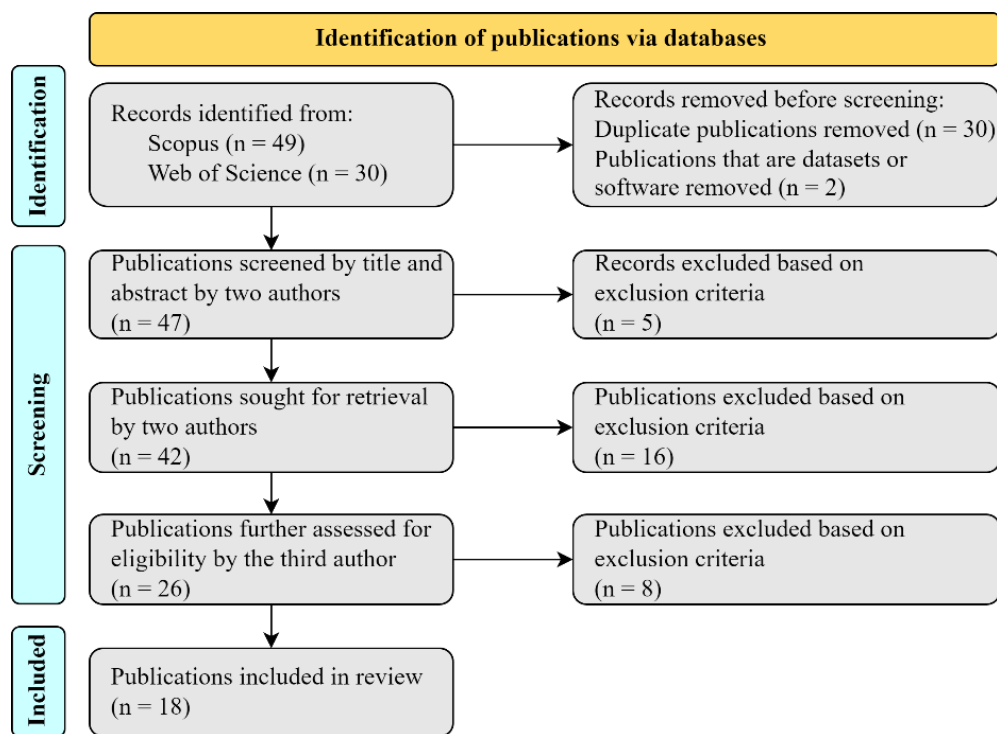 Identification of publications via databases
Identification
Records identified from:
Scopus (n = 49)
Web of Science (n = 30)
Records removed before screening:
Duplicate publications removed (n = 30)
Publications that are datasets or
software removed (n = 2)
Screening
Publications screened by title and
abstract by two authors
(n = 47)
Records excluded based on
exclusion criteria
(n = 5)
Publications sought for retrieval
by two authors
(n = 42)
Publications excluded based on
exclusion criteria
(n = 16)
Publications further assessed for
eligibility by the third author
(n = 26)
Publications excluded based on
exclusion criteria
(n = 8)
Included
Publications included in review
(n = 18)